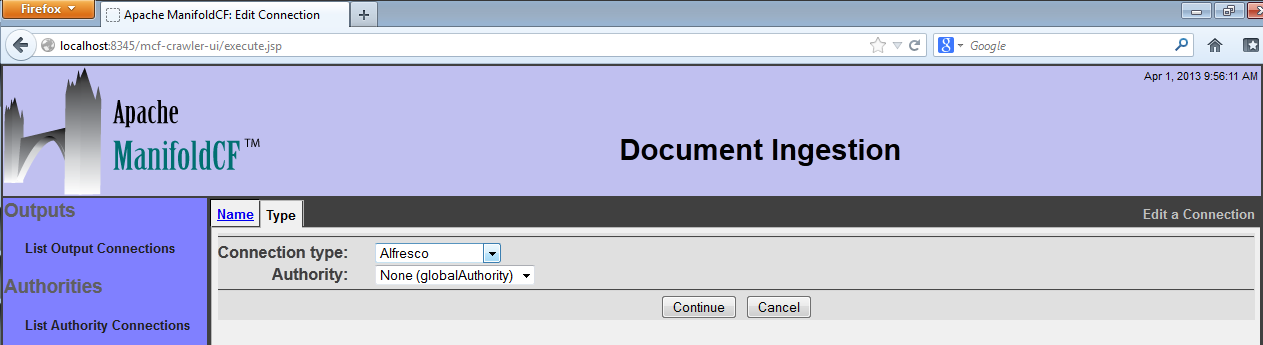 Firefox
Apache ManifoldCF: Edit Connection
localhost:8345/mcf-crawler-ui/execute.jsp
Google
Apr 1, 2013 9:56:11 AM
Apache
ManifoldCF™
Document Ingestion
Outputs
List Output Connections
Authorities
List Authority Connections
Name Type
Edit a Connection
Connection type: Alfresco
Authority: None (globalAuthority)
Continue Cancel